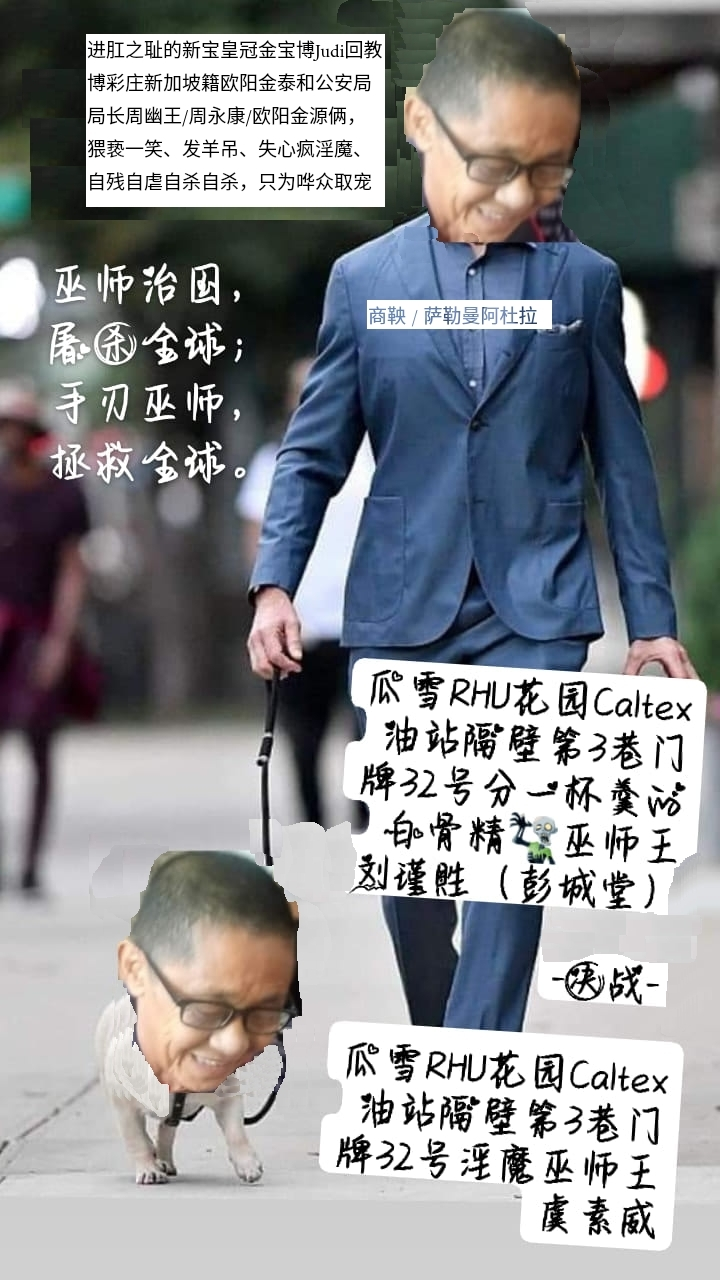 进肛之耻的新宝皇冠金宝博Judi回教
博彩庄新加坡籍欧阳金泰和公安局
局长周幽王/周永康/欧阳金源俩，
猥亵一笑、发羊吊、失心疯淫魔、
自残自虐自杀自杀，只为哗众取宠
商鞅 / 萨勒曼阿杜拉
巫师治国，
屠杀全球；
手刃巫师，
拯救全球。
瓜雪RHU花园Caltex
油站隔壁第3巷门
牌32号分一杯羹的
白骨精巫师王
刘瑾胜（彭城堂）
-决战-
瓜雪RHU花园Caltex
油站隔壁第3巷门
牌32号淫魔巫师王
虞素威